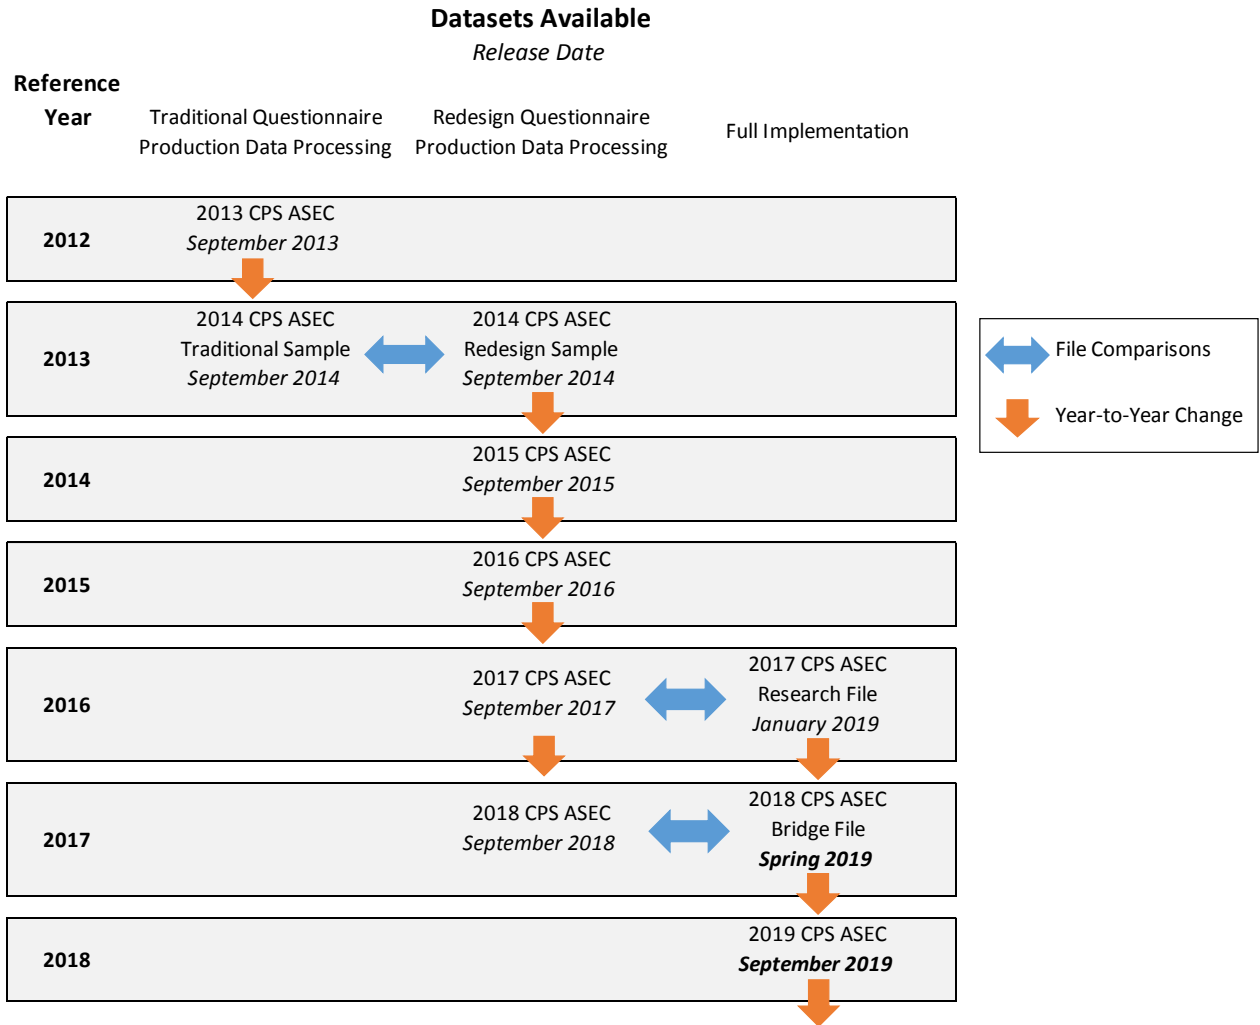 Datasets Available
Release Date
Reference
Year
Traditional Questionnaire
Production Data Processing
Redesign Questionnaire
Production Data Processing
Full Implementation
2012
2013 CPS ASEC
September 2013
2013
2014 CPS ASEC
Traditional Sample
September 2014
2014 CPS ASEC
Redesign Sample
September 2014
File Comparisons
Year-to-Year Change
2014
2015 CPS ASEC
September 2015
2015
2016 CPS ASEC
September 2016
2016
2017 CPS ASEC
September 2017
2017 CPS ASEC
Research File
January 2019
2017
2018 CPS ASEC
September 2018
2018 CPS ASEC
Bridge File
Spring 2019
2018
2019 CPS ASEC
September 2019